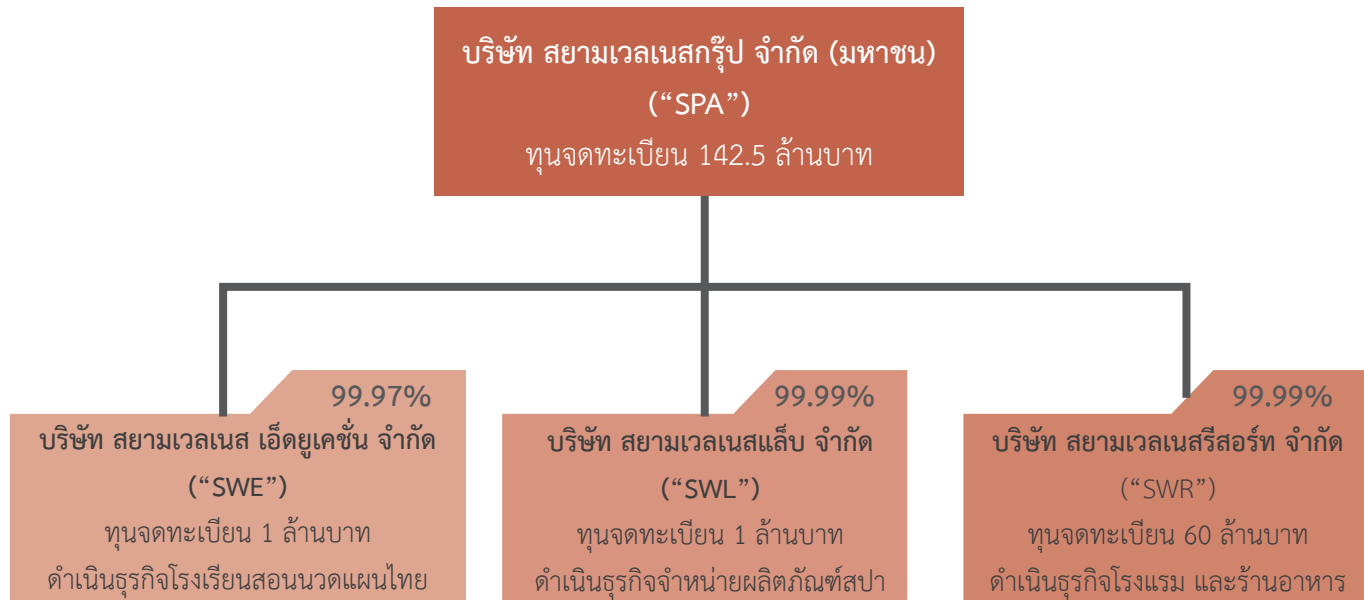 บริษัท สยามเวลเนสกรุ๊ป จำกัด (มหาชน)
(“SPA”)
ทุนจดทะเบียน 142.5 ล้านบาท
99.97%
บริษัท สยามเวลเนส เอ็ดยูเคชั่น จำกัด
(“SWE”)
ทุนจดทะเบียน 1 ล้านบาท
ดำเนินธุรกิจโรงเรียนสอนนวดแผนไทย
99.99%
บริษัท สยามเวลเนสแล็บ จำกัด
(“SWL”)
ทุนจดทะเบียน 1 ล้านบาท
ดำเนินธุรกิจจำหน่ายผลิตภัณฑ์สปา
99.99%
บริษัท สยามเวลเนสรีสอร์ท จำกัด
(“SWR”)
ทุนจดทะเบียน 60 ล้านบาท
ดำเนินธุรกิจโรงแรม และร้านอาหาร